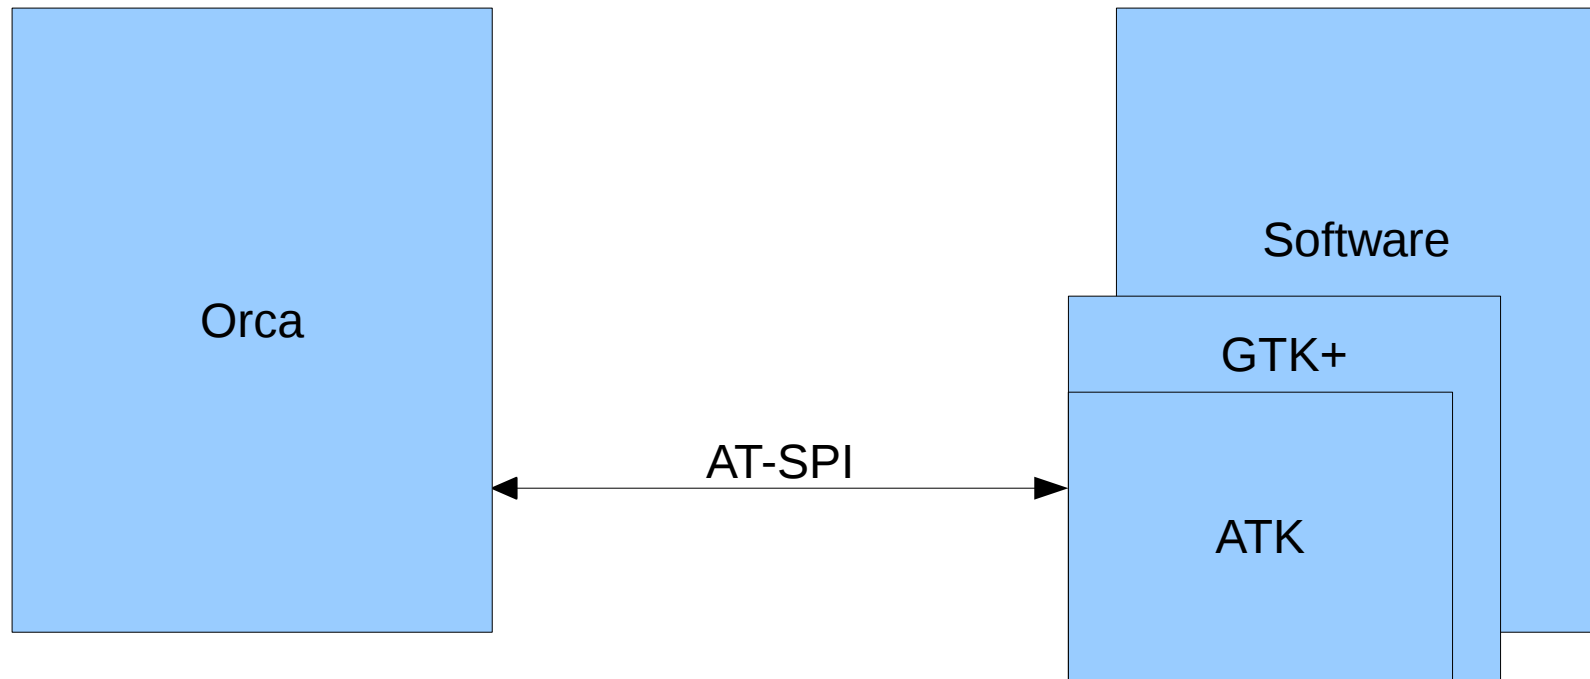 Orca
AT-SPI
Software
GTK+
ATK